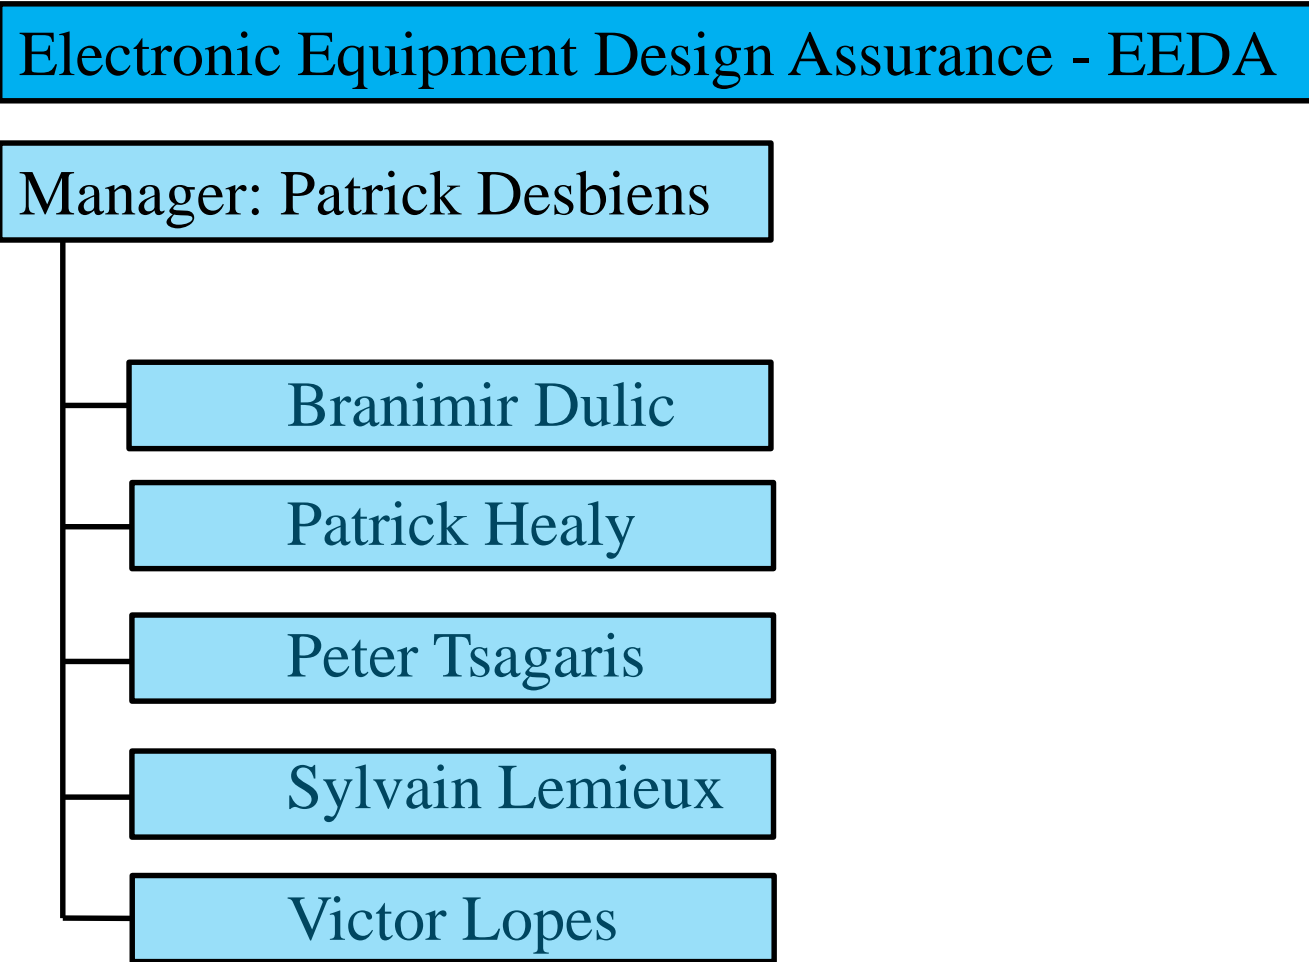 Electronic Equipment Design Assurance - EEDA
Manager: Patrick Desbiens
Branimir Dulic
Patrick Healy
Peter Tsagaris
Sylvain Lemieux
Victor Lopes